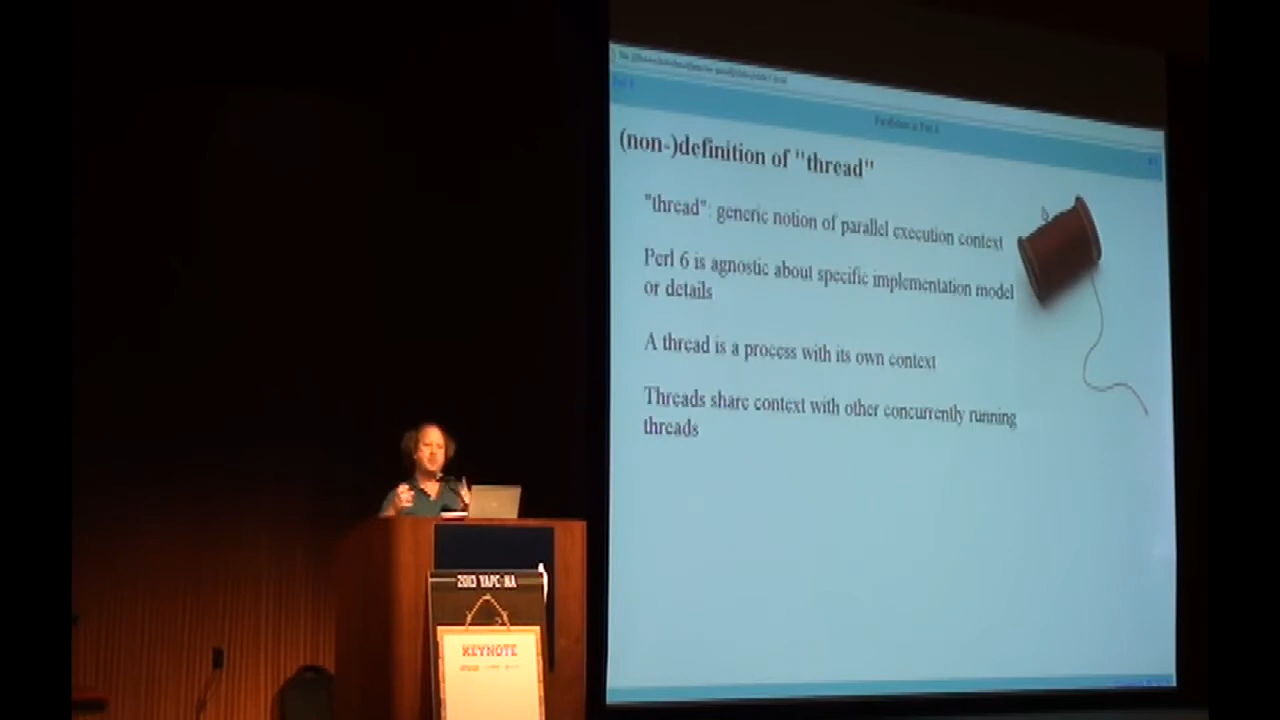 (non-)definition of "thread"
"thread": generic notion of parallel execution context
Perl 6 is agnostic about specific implementation model
or details
A thread is a process with its own context
Threads share context with other concurrently running
threads
2013 YAPC::NA
KEYNOTE